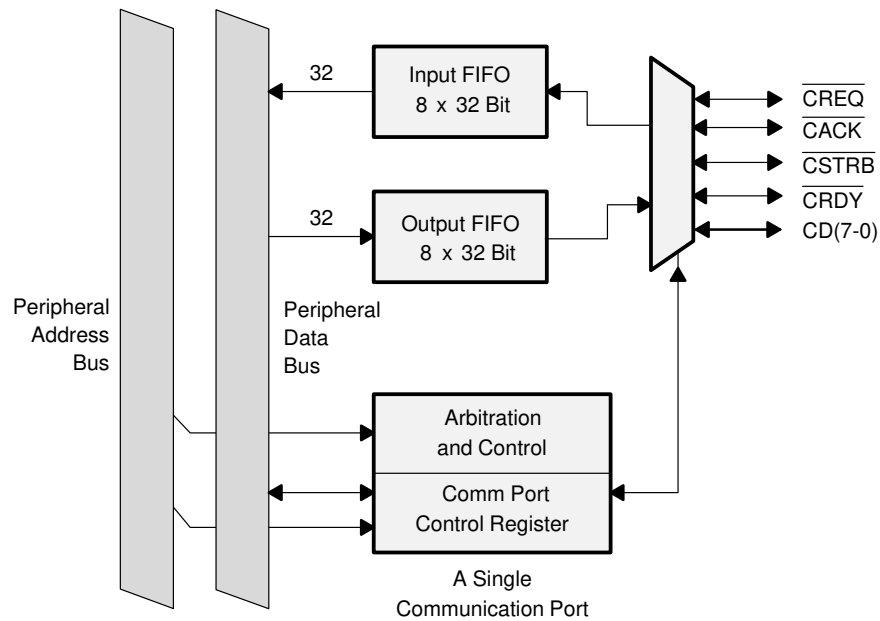 32
Input FIFO
8 x 32 Bit
CREQ
CACK
CSTRB
CRDY
CD(7-0)
32
Output FIFO
8 x 32 Bit
Peripheral
Address
Bus
Peripheral
Data
Bus
Arbitration
and Control
Comm Port
Control Register
A Single
Communication Port